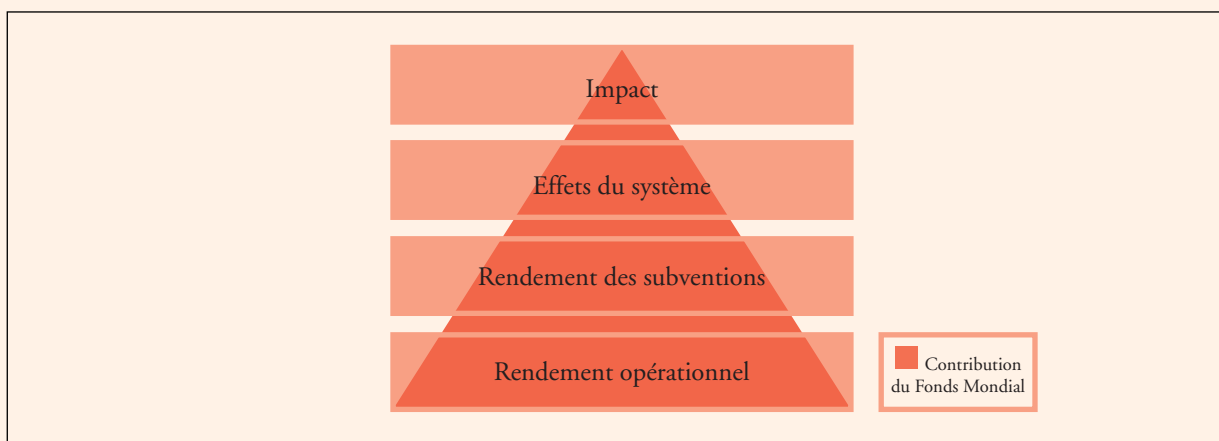 Impact
Effets du système
Rendement des subventions
Rendement opérationnel
Contribution
du Fonds Mondial